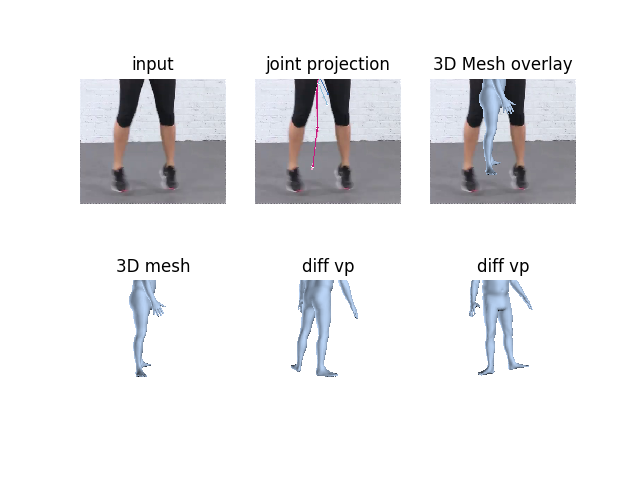 input
joint projection
3D Mesh overlay
3D mesh
diff vp
diff vp